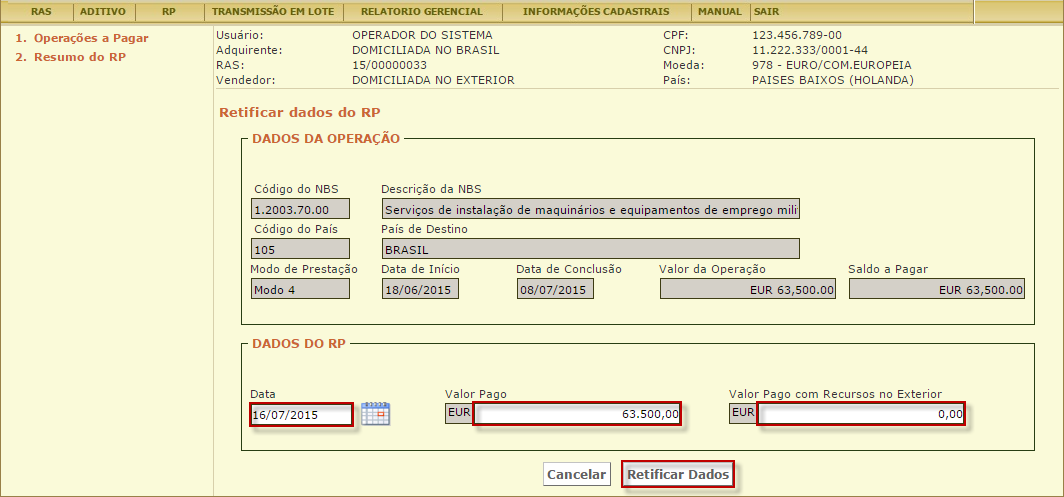 RAS ADITIVO RP TRANSMISSÃO EM LOTE RELATORIO GERENCIAL INFORMAÇÕES CADASTRAIS MANUAL SAIR
1. Operações a Pagar
2. Resumo do RP
Usuário: OPERADOR DO SISTEMA CPF: 123.456.789-00
Adquirente: DOMICILIADA NO BRASIL CNPJ: 11.222.333/0001-44
RAS: 15/00000033 Moeda: 978 - EURO/COM.EUROPEIA
Vendedor: DOMICILIADA NO EXTERIOR País: PAISES BAIXOS (HOLANDA)
Retificar dados do RP
DADOS DA OPERAÇÃO
Código do NBS Descrição da NBS
1.2003.70.00 Serviços de instalação de maquinários e equipamentos de emprego mili
Código do País País de Destino
105 BRASIL
Modo de Prestação Data de Início Data de Conclusão Valor da Operação Saldo a Pagar
Modo 4 18/06/2015 08/07/2015 EUR 63,500.00 EUR 63,500.00
DADOS DO RP
Data Valor Pago Valor Pago com Recursos no Exterior
16/07/2015 EUR 63.500,00 EUR 0,00
Cancelar Retificar Dados